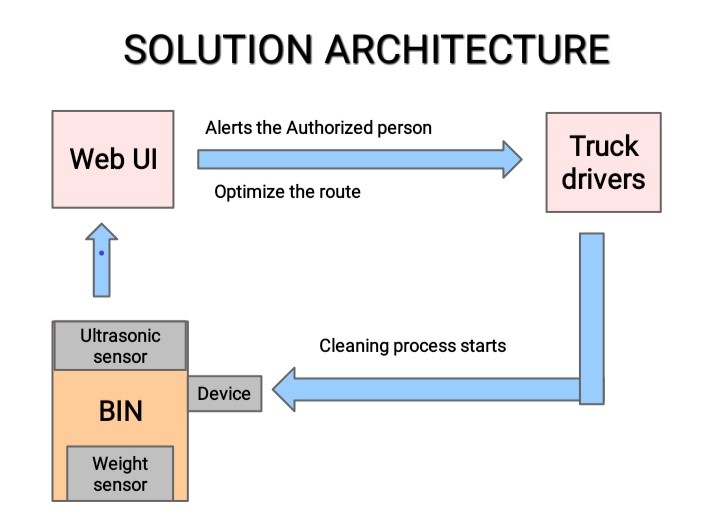 SOLUTION ARCHITECTURE
Alerts the Authorized person
Web UI
Truck
drivers
Optimize the route
Ultrasonic
sensor
Cleaning process starts
Device
BIN
Weight
sensor